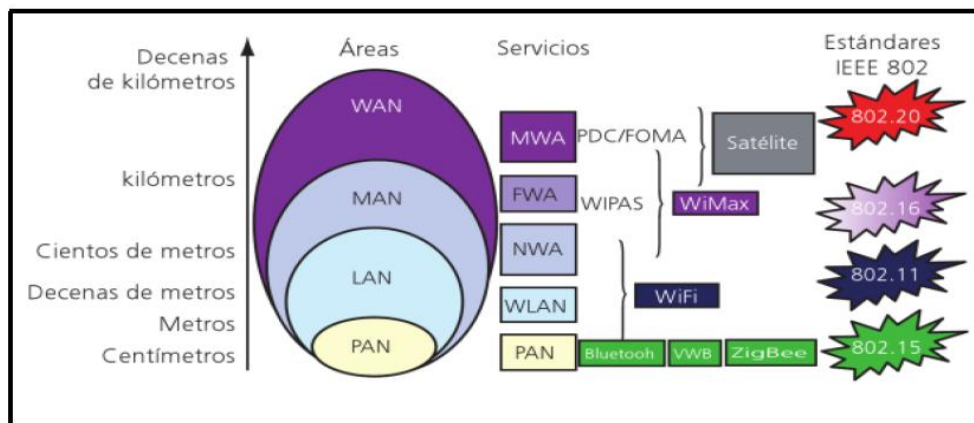 Decenas
de kilómetros
kilómetros
Cientos de metros
Decenas de metros
Metros
Centímetros
Áreas
WAN
MAN
LAN
PAN
Servicios
MWA
FWA
NWA
WLAN
PAN
PDC/FOMA
WIPAS
Satélite
WiMax
WiFi
Bluetooh
VWB
ZigBee
Estándares
IEEE 802
802.20
802.16
802.11
802.15